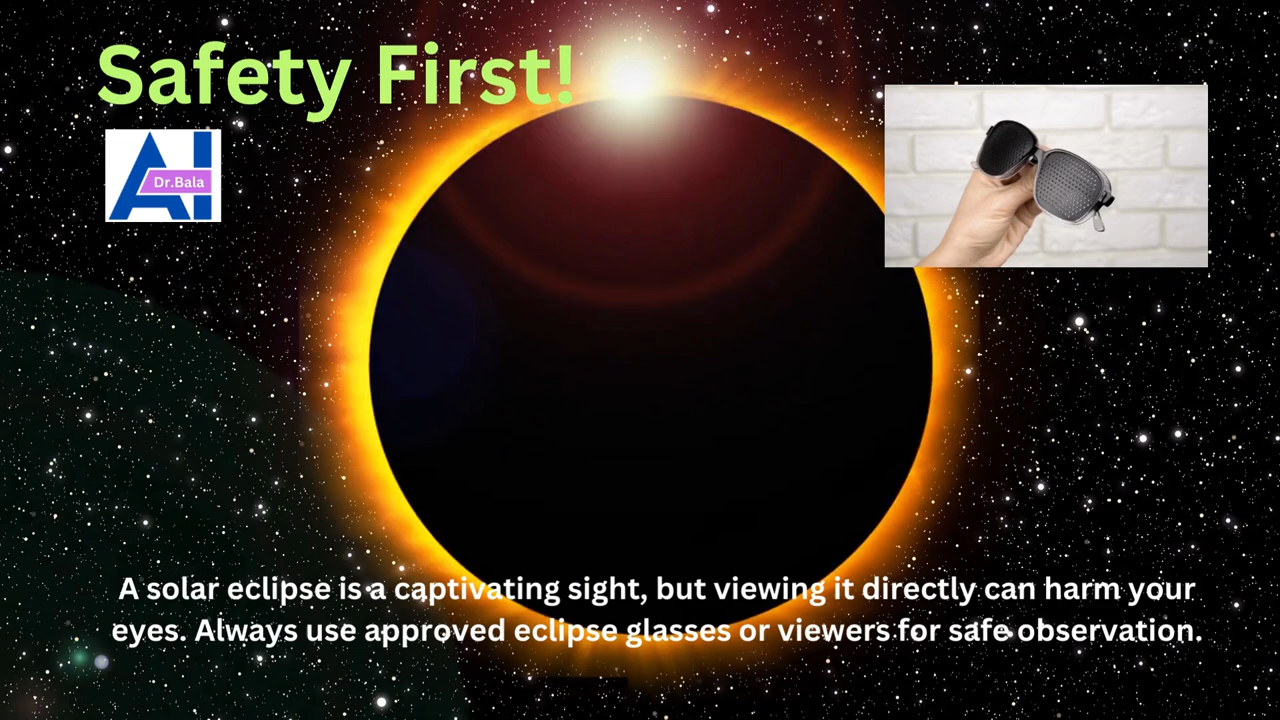 Safety First!
AI
Dr.Bala
A solar eclipse is a captivating sight, but viewing it directly can harm your
eyes. Always use approved eclipse glasses or viewers for safe observation.